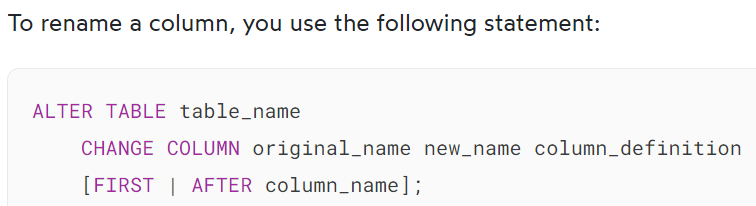 To rename a column, you use the following statement:
ALTER TABLE table_name
CHANGE COLUMN original_name new_name column_definition
[FIRST | AFTER column_name];